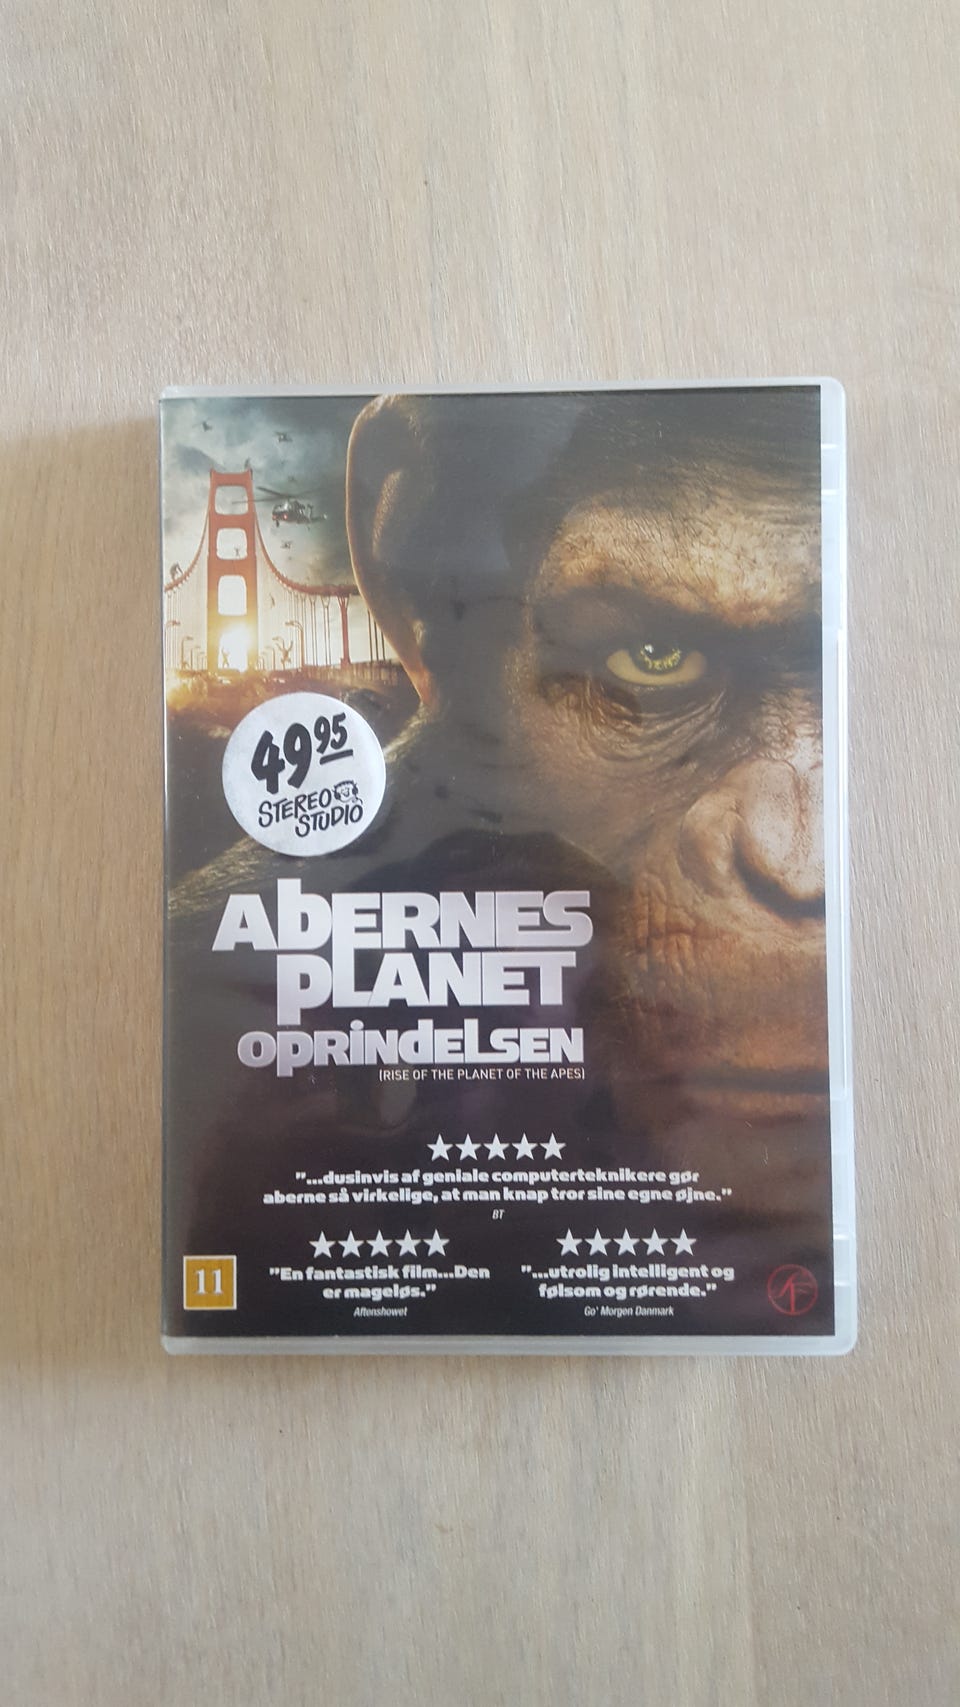 49 95
STEREO
STUDIO
AbERNES
pLANET
opRindELSEN
(RISE OF THE PLANET OF THE APES)
★★★★★
"...dusinvis af geniale computerteknikere gør
aberne så virkelige, at man knap tror sine egne øjne."
BT
★★★★★
"En fantastisk film...Den
er mageløs."
Aftenshowet
★★★★★
"...utrolig intelligent og
følsom og rørende."
Go' Morgen Danmark
11
SF